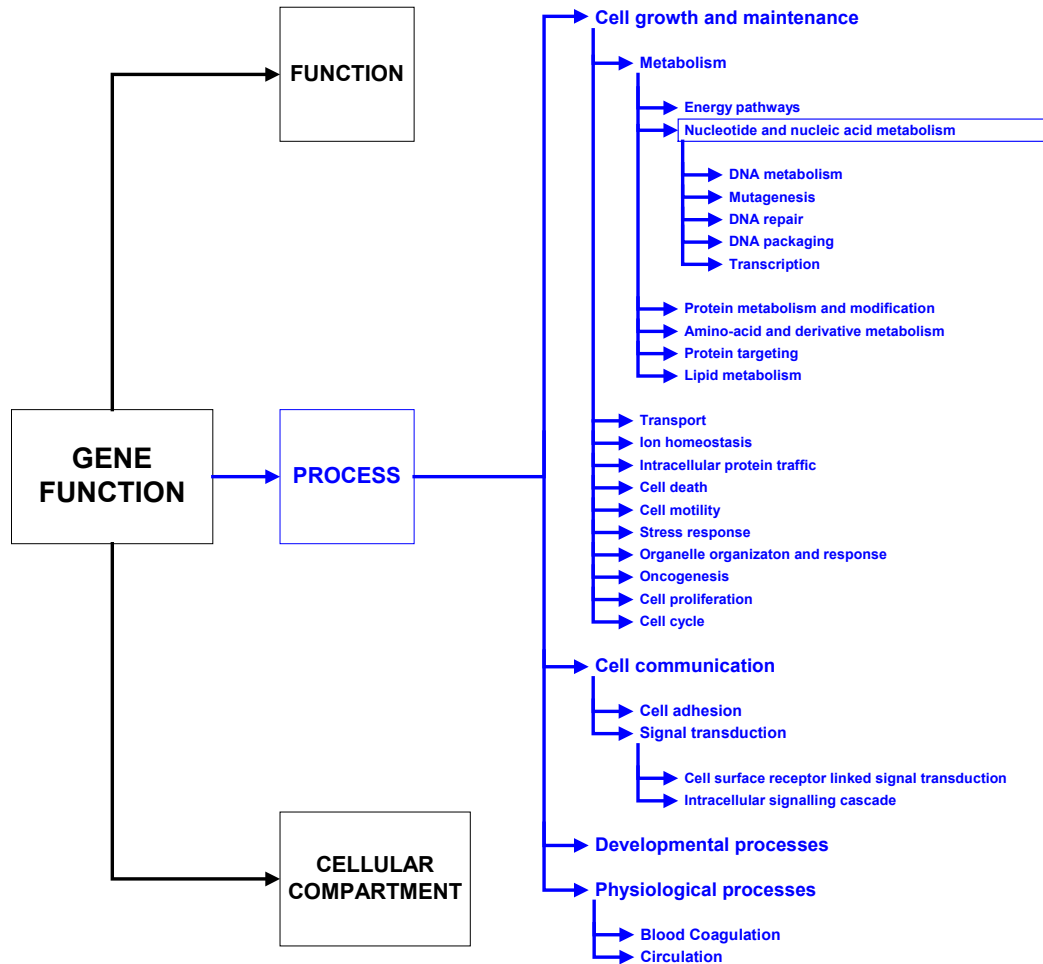 FUNCTION
GENE
FUNCTION
PROCESS
CELLULAR
COMPARTMENT
Cell growth and maintenance
Metabolism
Energy pathways
Nucleotide and nucleic acid metabolism
DNA metabolism
Mutagenesis
DNA repair
DNA packaging
Transcription
Protein metabolism and modification
Amino-acid and derivative metabolism
Protein targeting
Lipid metabolism
Transport
Ion homeostasis
Intracellular protein traffic
Cell death
Cell motility
Stress response
Organelle organizaton and response
Oncogenesis
Cell proliferation
Cell cycle
Cell communication
Cell adhesion
Signal transduction
Cell surface receptor linked signal transduction
Intracellular signalling cascade
Developmental processes
Physiological processes
Blood Coagulation
Circulation